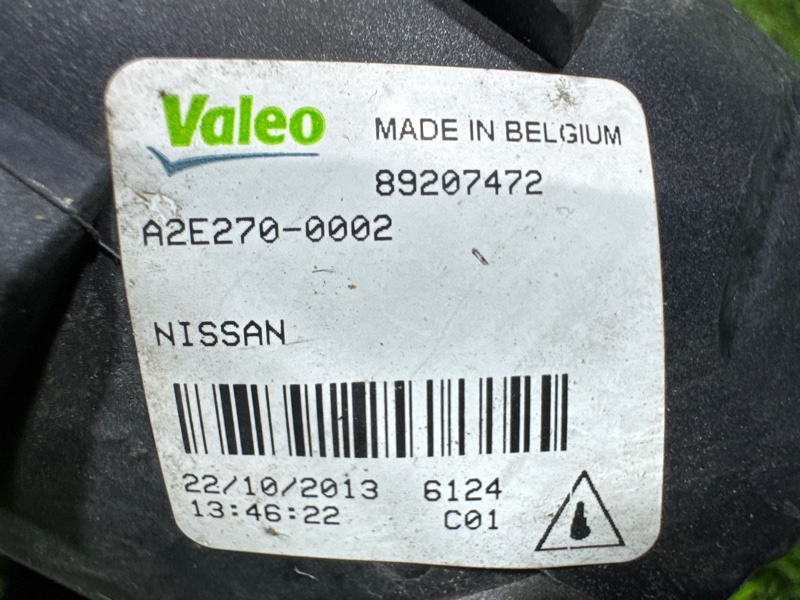 Valeo MADE IN BELGIUM
89207472
A2E270-0002
NISSAN
22/10/2013 6124
13:46:22 C01